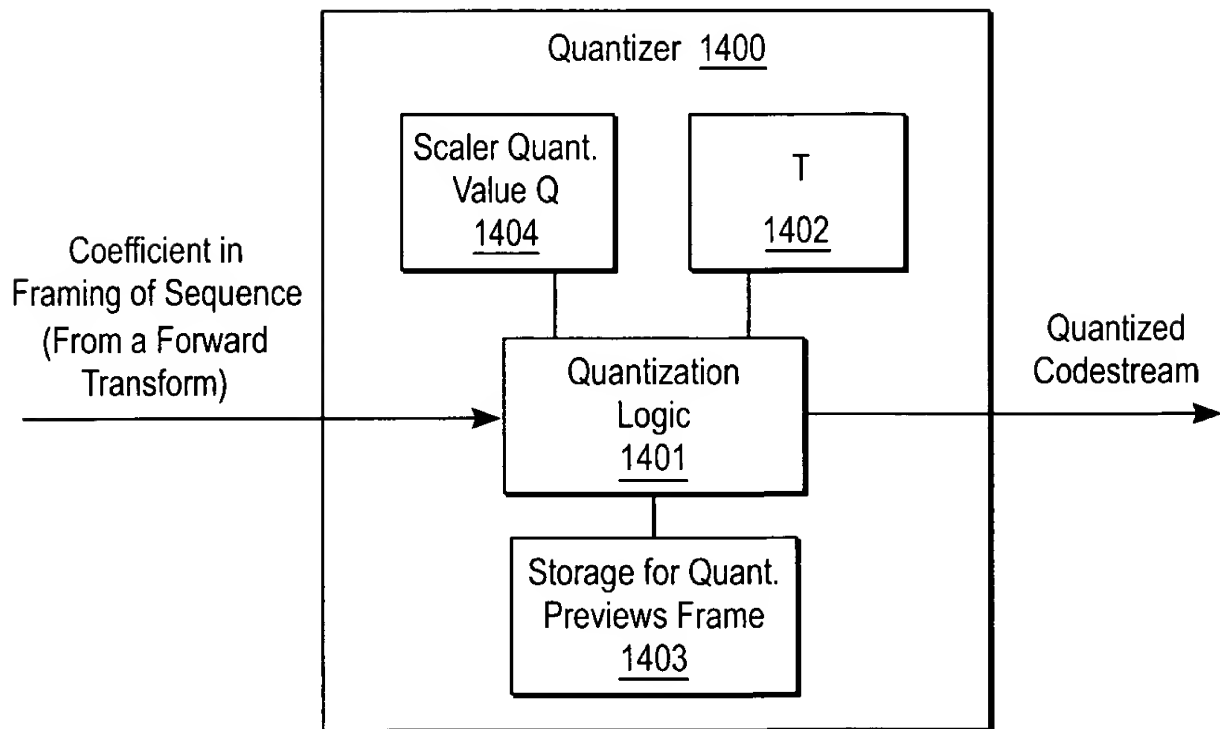 Quantizer 1400
Scaler Quant.
Value Q
1404
T
1402
Coefficient in
Framing of Sequence
(From a Forward
Transform)
Quantization
Logic
1401
Quantized
Codestream
Storage for Quant.
Previews Frame
1403